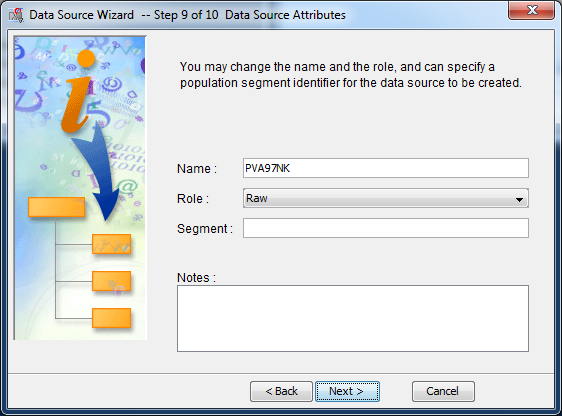 Data Source Wizard -- Step 9 of 10 Data Source Attributes
You may change the name and the role, and can specify a
population segment identifier for the data source to be created.
Name : PVA97NK
Role : Raw
Segment :
Notes :
< Back Next > Cancel